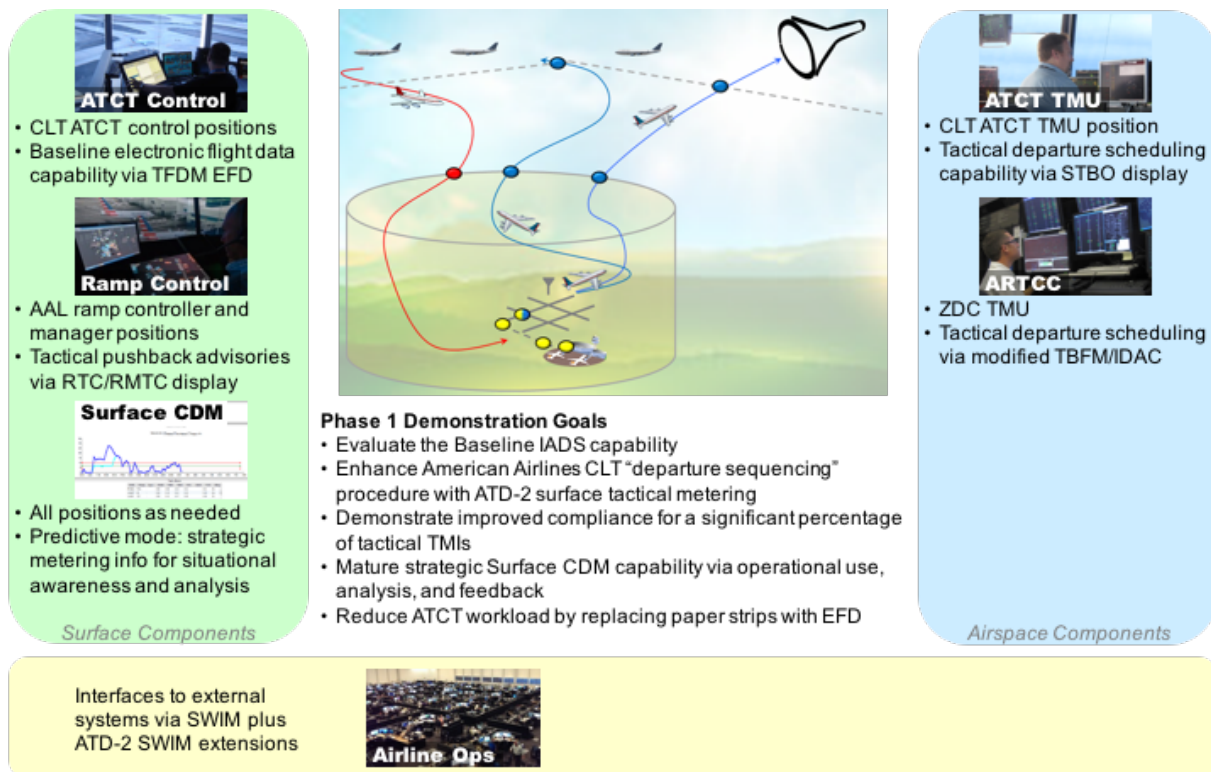 ATCT Control
• CLT ATCT control positions
• Baseline electronic flight data
capability via TFDM EFD
Ramp Control
• AAL ramp controller and
manager positions
• Tactical pushback advisories
via RTC/RMTC display
Surface CDM
• All positions as needed
• Predictive mode: strategic
metering info for situational
awareness and analysis
Surface Components
Phase 1 Demonstration Goals
• Evaluate the Baseline IADS capability
• Enhance American Airlines CLT “departure sequencing”
procedure with ATD-2 surface tactical metering
• Demonstrate improved compliance for a significant percentage
of tactical TMIs
• Mature strategic Surface CDM capability via operational use,
analysis, and feedback
• Reduce ATCT workload by replacing paper strips with EFD
ATCT TMU
• CLT ATCT TMU position
• Tactical departure scheduling
capability via STBO display
ARTCC
• ZDC TMU
• Tactical departure scheduling
via modified TBFM/IDAC
Airspace Components
Interfaces to external
systems via SWIM plus
ATD-2 SWIM extensions
Airline Ops